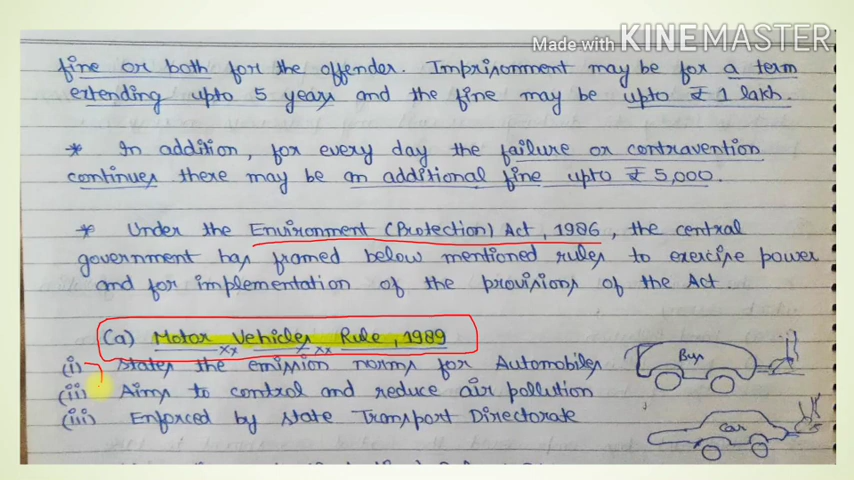 Made with KINEMASTER
fine or both for the offender. Imprisonment may be for a term
extending upto 5 years and the fine may be upto ₹ 1 lakh.
* In addition, for every day the failure or contravention
continues there may be an additional fine upto ₹ 5,000.
* Under the Environment (Protection) Act, 1986, the central
government has framed below mentioned rules to exercise power
and for implementation of the provisions of the Act.
(a) Motor Vehicles Rule, 1989
(i) States the emission norms for Automobiles
(ii) Aims to control and reduce air pollution
(iii) Enforced by state Transport Directorate
Bus
Car